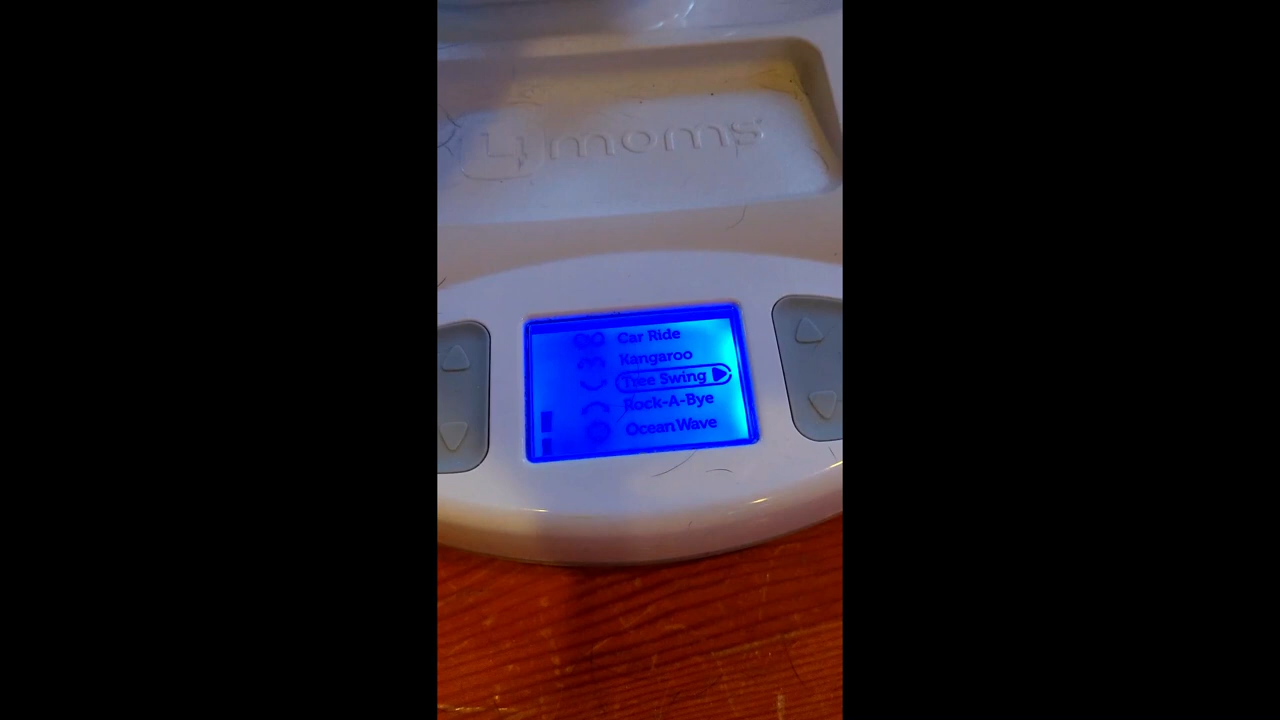 4moms
Car Ride
Kangaroo
Tree Swing
Rock-A-Bye
Ocean Wave